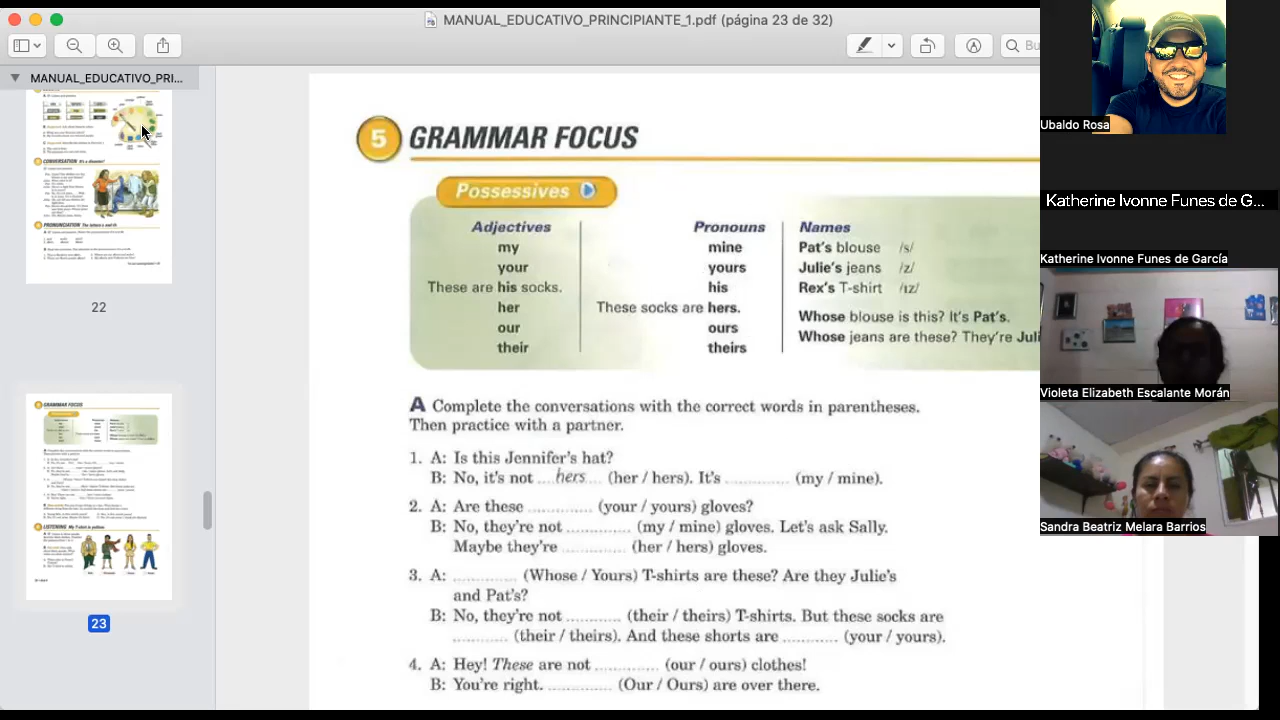 MANUAL_EDUCATIVO_PRINCIPIANTE_1.pdf (página 23 de 32)
Bu
MANUAL_EDUCATIVO_PRI...
22
23
5 GRAMMAR FOCUS
Possessives
Pronouns
Names
my
mine
Pat's blouse /s/
your
yours
Julie's jeans /z/
These are his socks.
his
Rex's T-shirt /ɪz/
her
These socks are hers.
our
ours
Whose blouse is this? It's Pat's.
their
theirs
Whose jeans are these? They're Juli
A Complete the conversations with the correct words in parentheses.
Then practice with a partner.
1. A: Is this Jennifer's hat?
B: No, it's not hers (her / hers). It's ............ (my / mine).
2. A: Are these ............ (your / yours) gloves?
B: No, they're not ............ (my / mine) gloves. Let's ask Sally.
Maybe they're ............ (her / hers) gloves.
3. A: ............ (Whose / Yours) T-shirts are these? Are they Julie's
and Pat's?
B: No, they're not ............ (their / theirs) T-shirts. But these socks are
............ (their / theirs). And these shorts are ............ (your / yours).
4. A: Hey! These are not ............ (our / ours) clothes!
B: You're right. ............ (Our / Ours) are over there.
Ubaldo Rosa
Katherine Ivonne Funes de G...
Katherine Ivonne Funes de García
Violeta Elizabeth Escalante Morán
Sandra Beatriz Melara Barrios